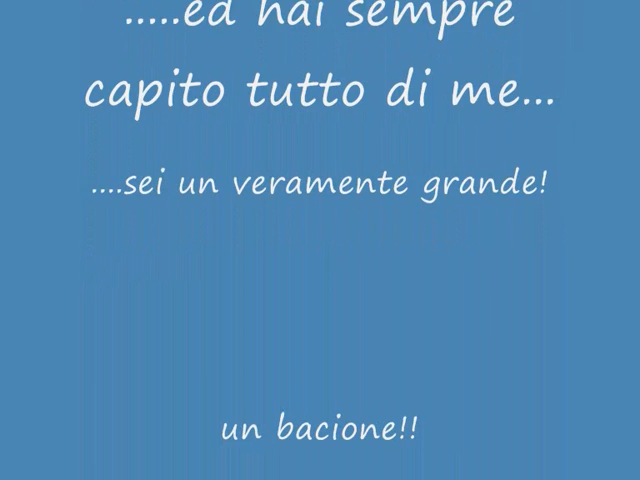 .....ed hai sempre
capito tutto di me...
....sei un veramente grande!
un bacione!!